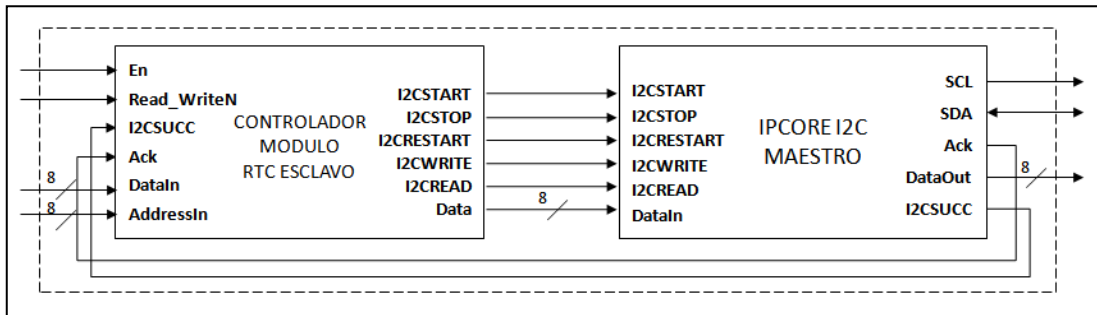 En
Read_WriteN
I2CSUCC
Ack
DataIn
AddressIn
8
8
CONTROLADOR
MODULO
RTC ESCLAVO
I2CSTART
I2CSTOP
I2CRESTART
I2CWRITE
I2CREAD
Data
8
I2CSTART
I2CSTOP
I2CRESTART
I2CWRITE
I2CREAD
DataIn
IPCORE I2C
MAESTRO
SCL
SDA
Ack
DataOut
I2CSUCC
8